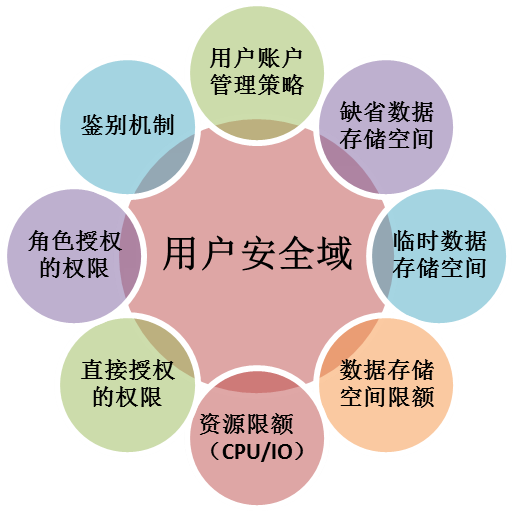 用户账户
管理策略
缺省数据
存储空间
临时数据
存储空间
数据存储
空间限额
资源限额
（CPU/IO）
直接授权
的权限
角色授权
的权限
鉴别机制
用户安全域